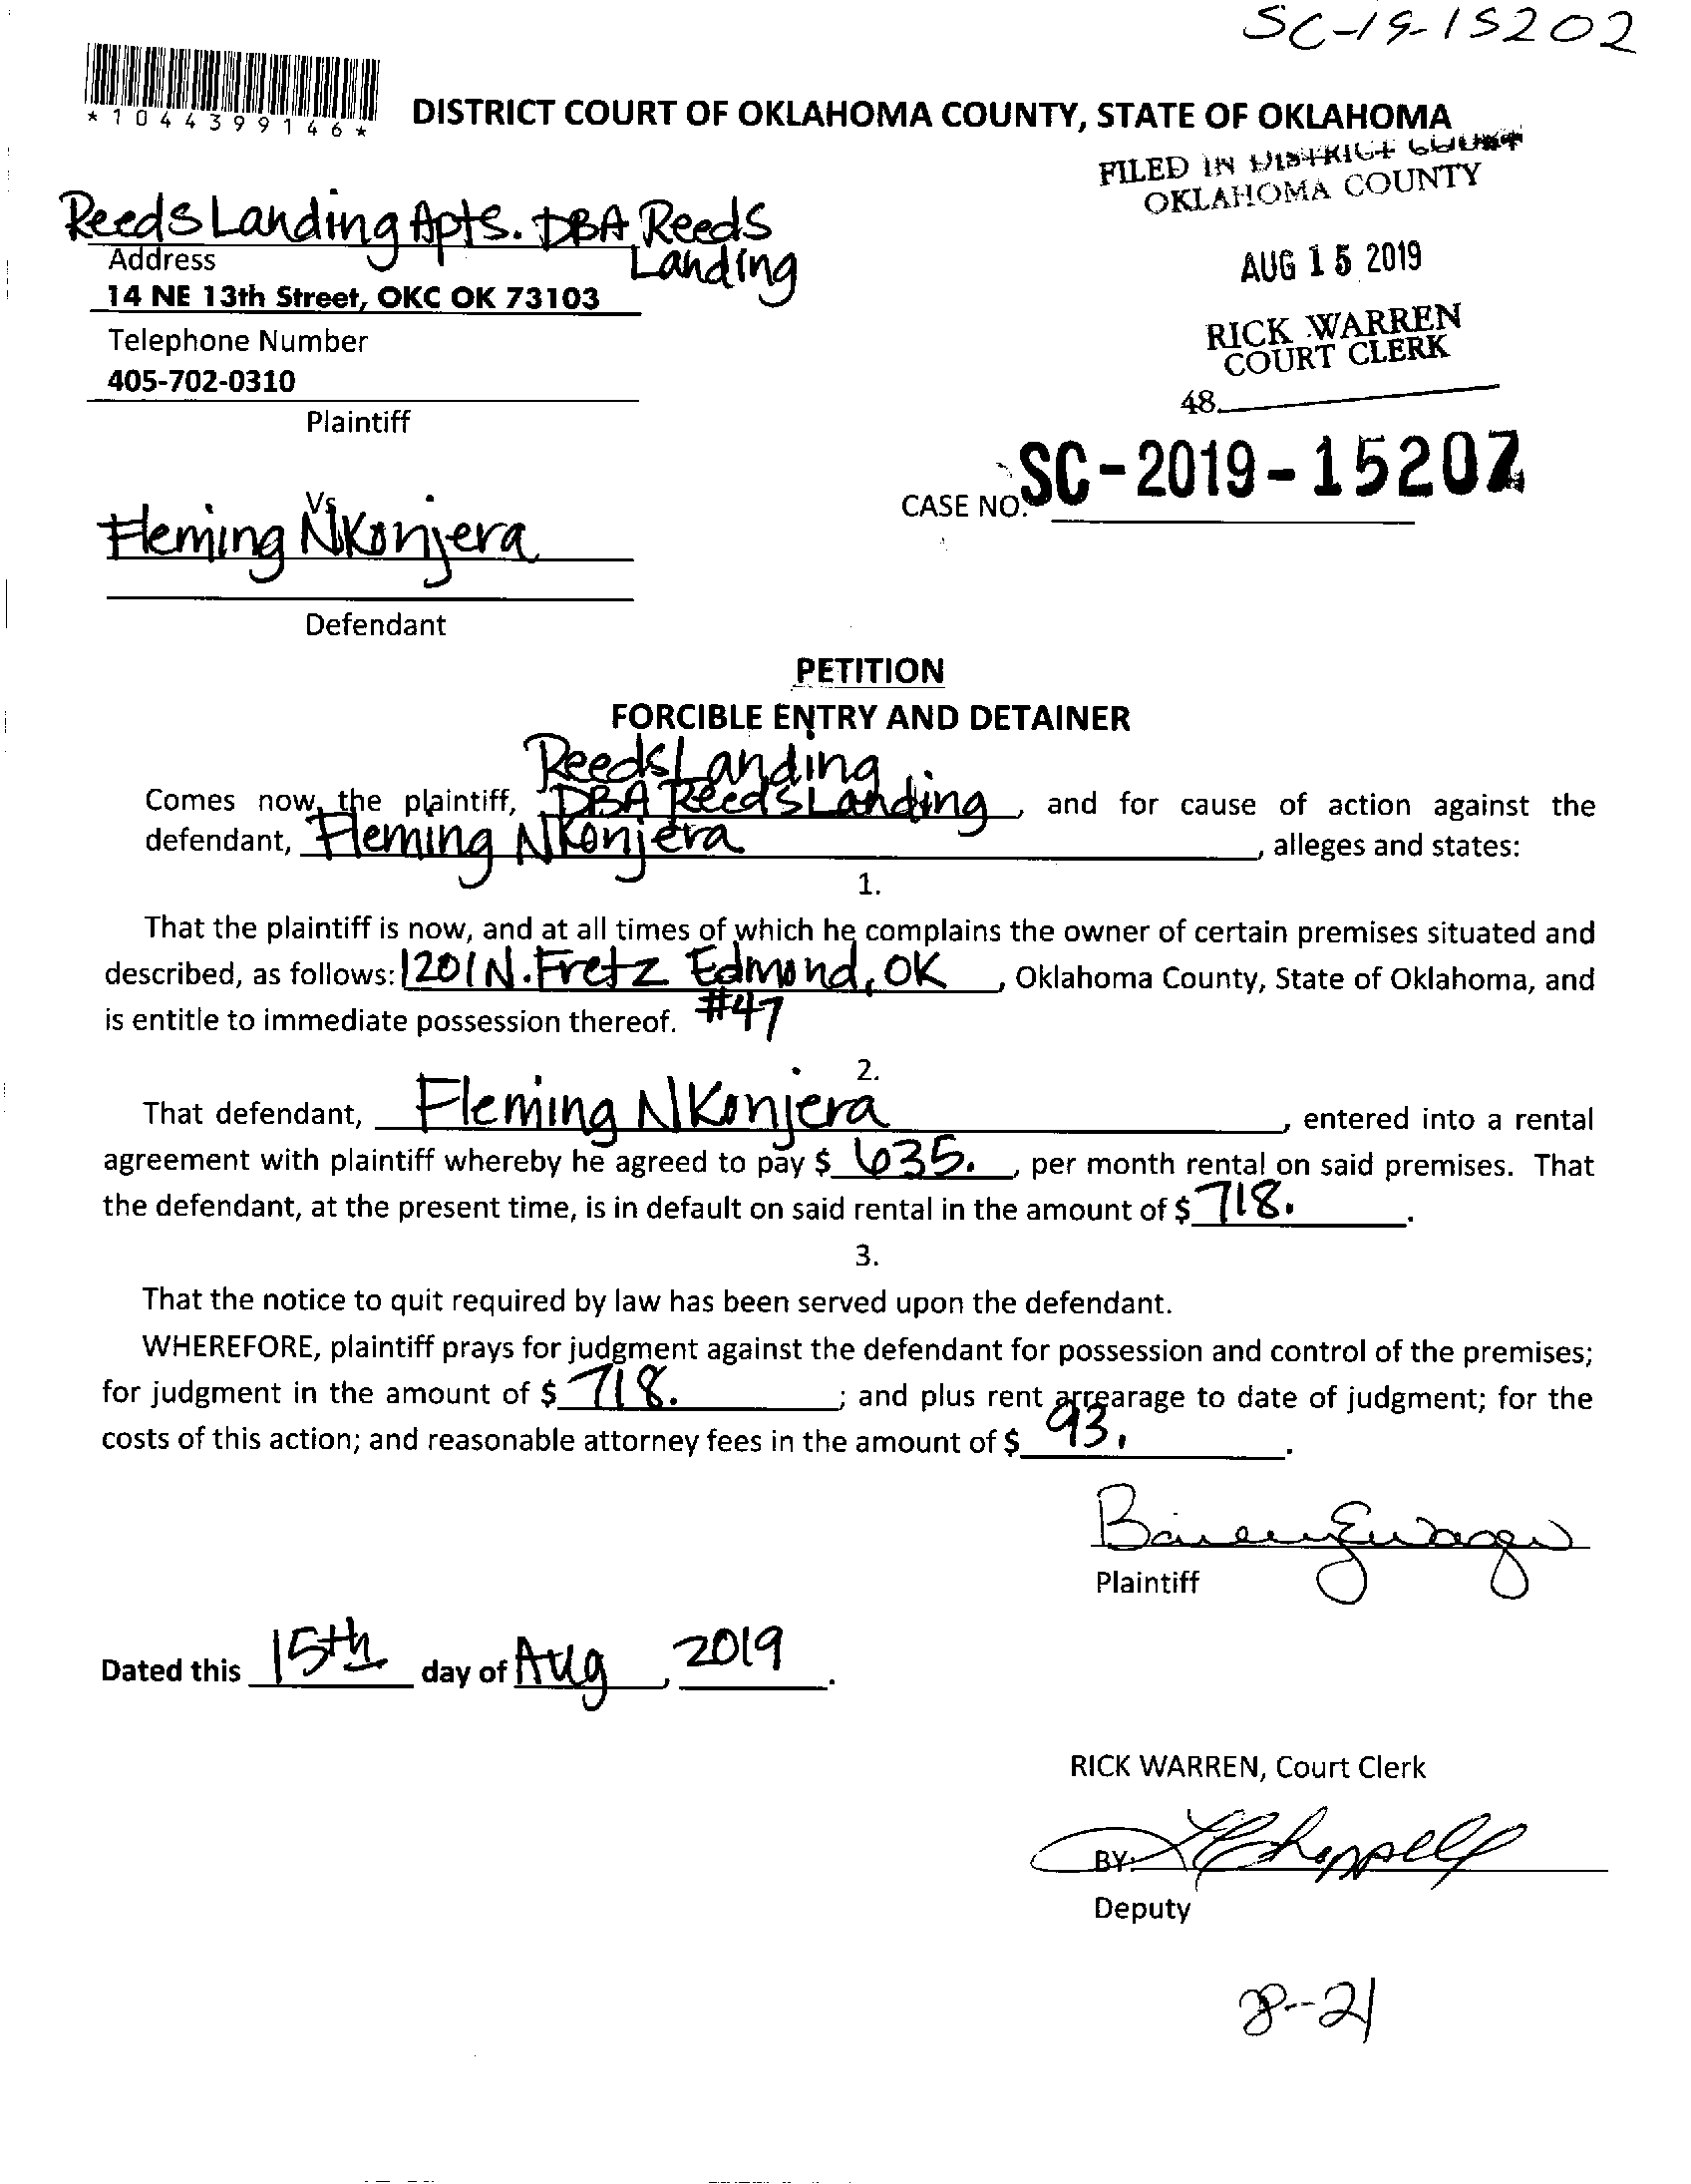 SC-19-15202
*1044399146*
DISTRICT COURT OF OKLAHOMA COUNTY, STATE OF OKLAHOMA
FILED IN DISTRICT COURT
OKLAHOMA COUNTY
AUG 15 2019
RICK WARREN
COURT CLERK
48.
Reeds Landing Apts. DBA Reeds
Landing
Address
14 NE 13th Street, OKC OK 73103
Telephone Number
405-702-0310
Plaintiff
Vs
CASE NO. SC-2019-15202
Fleming NKonjera
Defendant
PETITION
FORCIBLE ENTRY AND DETAINER
Reeds Landing
Comes now, the plaintiff, DBA Reeds Landing, and for cause of action against the
defendant, Fleming NKonjera, alleges and states:
1.
That the plaintiff is now, and at all times of which he complains the owner of certain premises situated and
described, as follows: 1201 N. Fretz Edmond, OK, Oklahoma County, State of Oklahoma, and
is entitle to immediate possession thereof. #47
2.
That defendant, Fleming NKonjera, entered into a rental
agreement with plaintiff whereby he agreed to pay $ 635., per month rental on said premises. That
the defendant, at the present time, is in default on said rental in the amount of $ 718..
3.
That the notice to quit required by law has been served upon the defendant.
WHEREFORE, plaintiff prays for judgment against the defendant for possession and control of the premises;
for judgment in the amount of $ 718.; and plus rent arrearage to date of judgment; for the
costs of this action; and reasonable attorney fees in the amount of $ 93..
Plaintiff
Dated this 15th day of Aug, 2019.
RICK WARREN, Court Clerk
BY: Chappell
Deputy
8--21